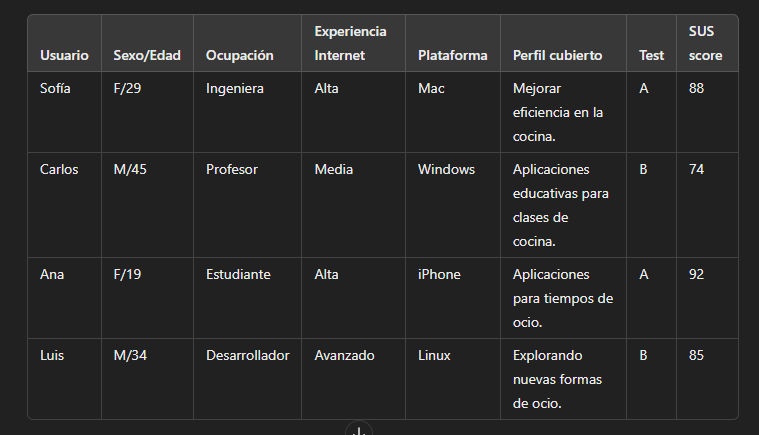 Usuario Sexo/Edad Ocupación Experiencia Internet Plataforma Perfil cubierto Test SUS score
Sofía F/29 Ingeniera Alta Mac Mejorar eficiencia en la cocina. A 88
Carlos M/45 Profesor Media Windows Aplicaciones educativas para clases de cocina. B 74
Ana F/19 Estudiante Alta iPhone Aplicaciones para tiempos de ocio. A 92
Luis M/34 Desarrollador Avanzado Linux Explorando nuevas formas de ocio. B 85